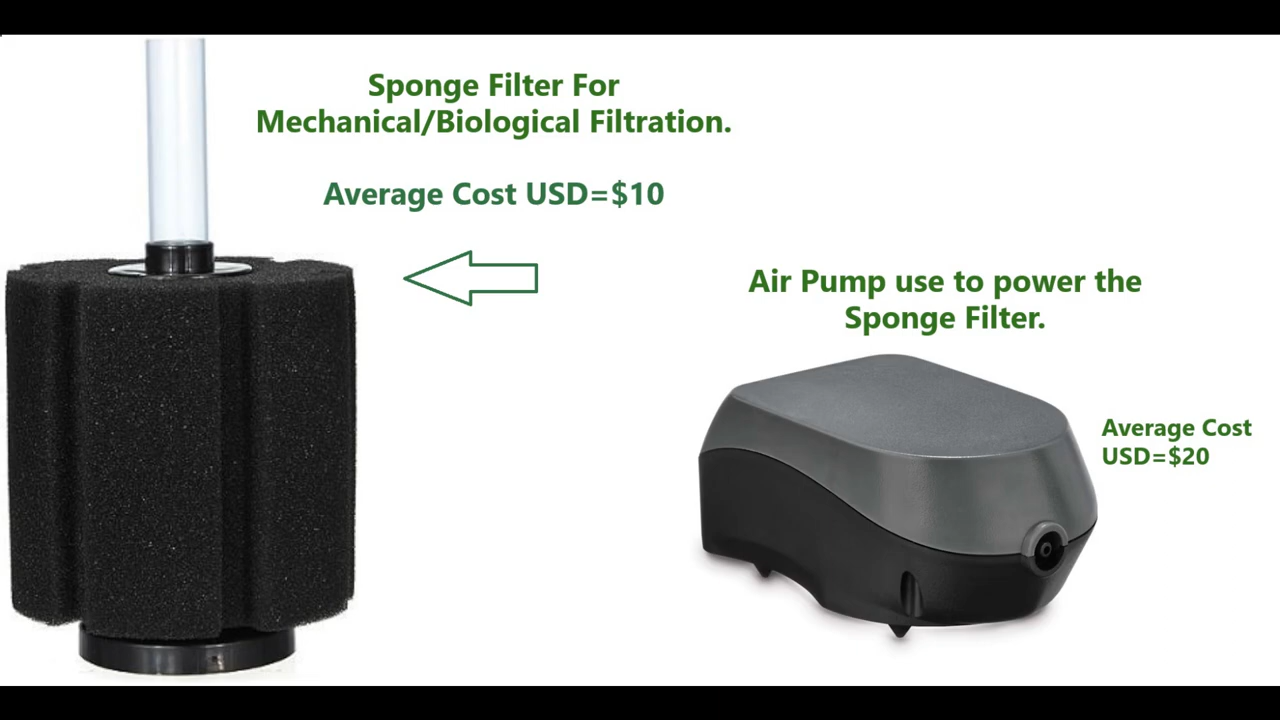 Sponge Filter For
Mechanical/Biological Filtration.
Average Cost USD=$10
Air Pump use to power the
Sponge Filter.
Average Cost
USD=$20